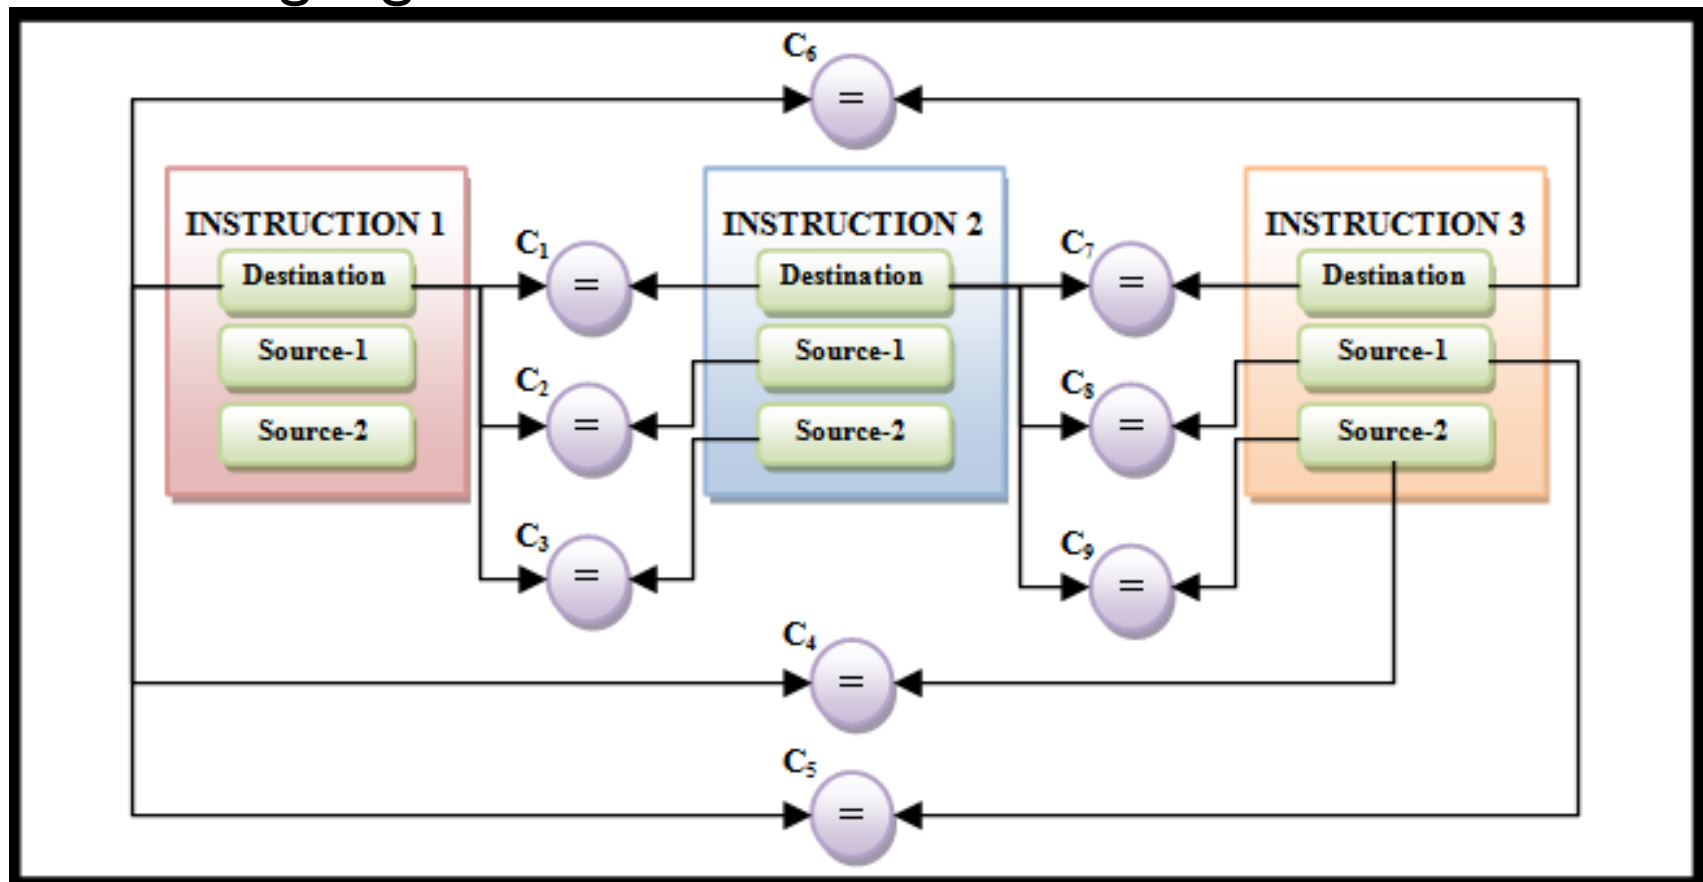 C6
INSTRUCTION 1
Destination
Source-1
Source-2
C1
=
C2
=
C3
=
INSTRUCTION 2
Destination
Source-1
Source-2
C7
=
C8
=
C9
=
INSTRUCTION 3
Destination
Source-1
Source-2
=
C4
=
C5
=